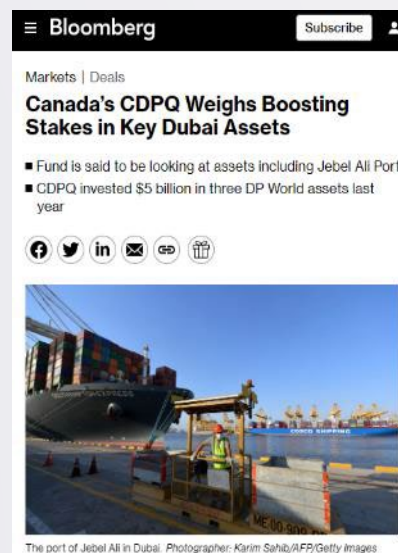 Bloomberg
Subscribe
Markets | Deals
Canada's CDPQ Weighs Boosting
Stakes in Key Dubai Assets
■ Fund is said to be looking at assets including Jebel Ali Port
■ CDPQ invested $5 billion in three DP World assets last
year
in
COSCO SHIPPING
The port of Jebel Ali in Dubai. Photographer: Karim Sahib/AFP/Getty Images